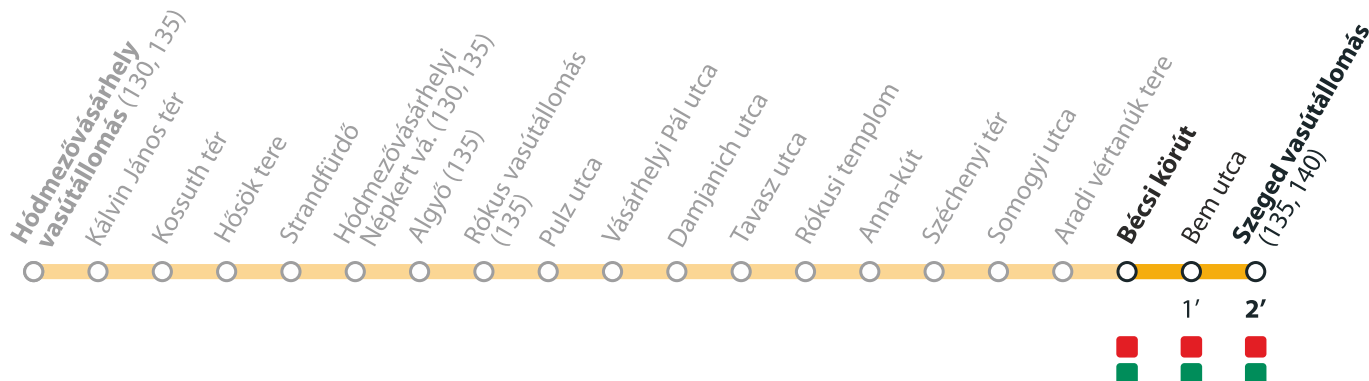 Hódmezővásárhely
vasútállomás (130, 135)
Kálvin János tér
Kossuth tér
Hősök tere
Strandfürdő
Hódmezővásárhelyi
Népkert vá. (130, 135)
Algyő (135)
Rókus vasútállomás
(135)
Pulz utca
Vásárhelyi Pál utca
Damjanich utca
Tavasz utca
Rókusi templom
Anna-kút
Széchenyi tér
Somogyi utca
Aradi vértanúk tere
Bécsi körút
Bem utca
Szeged vasútállomás
(135, 140)
1’
2’